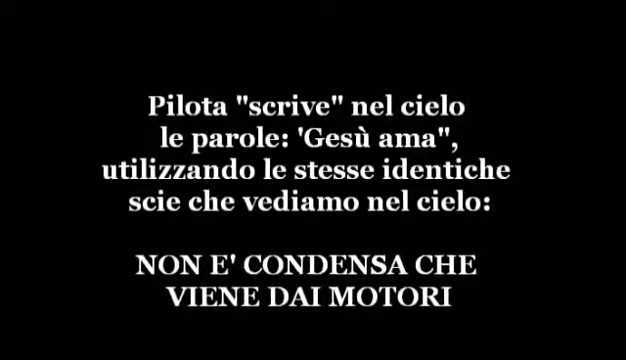 Pilota "scrive" nel cielo
le parole: 'Gesù ama",
utilizzando le stesse identiche
scie che vediamo nel cielo:
NON E' CONDENSA CHE
VIENE DAI MOTORI